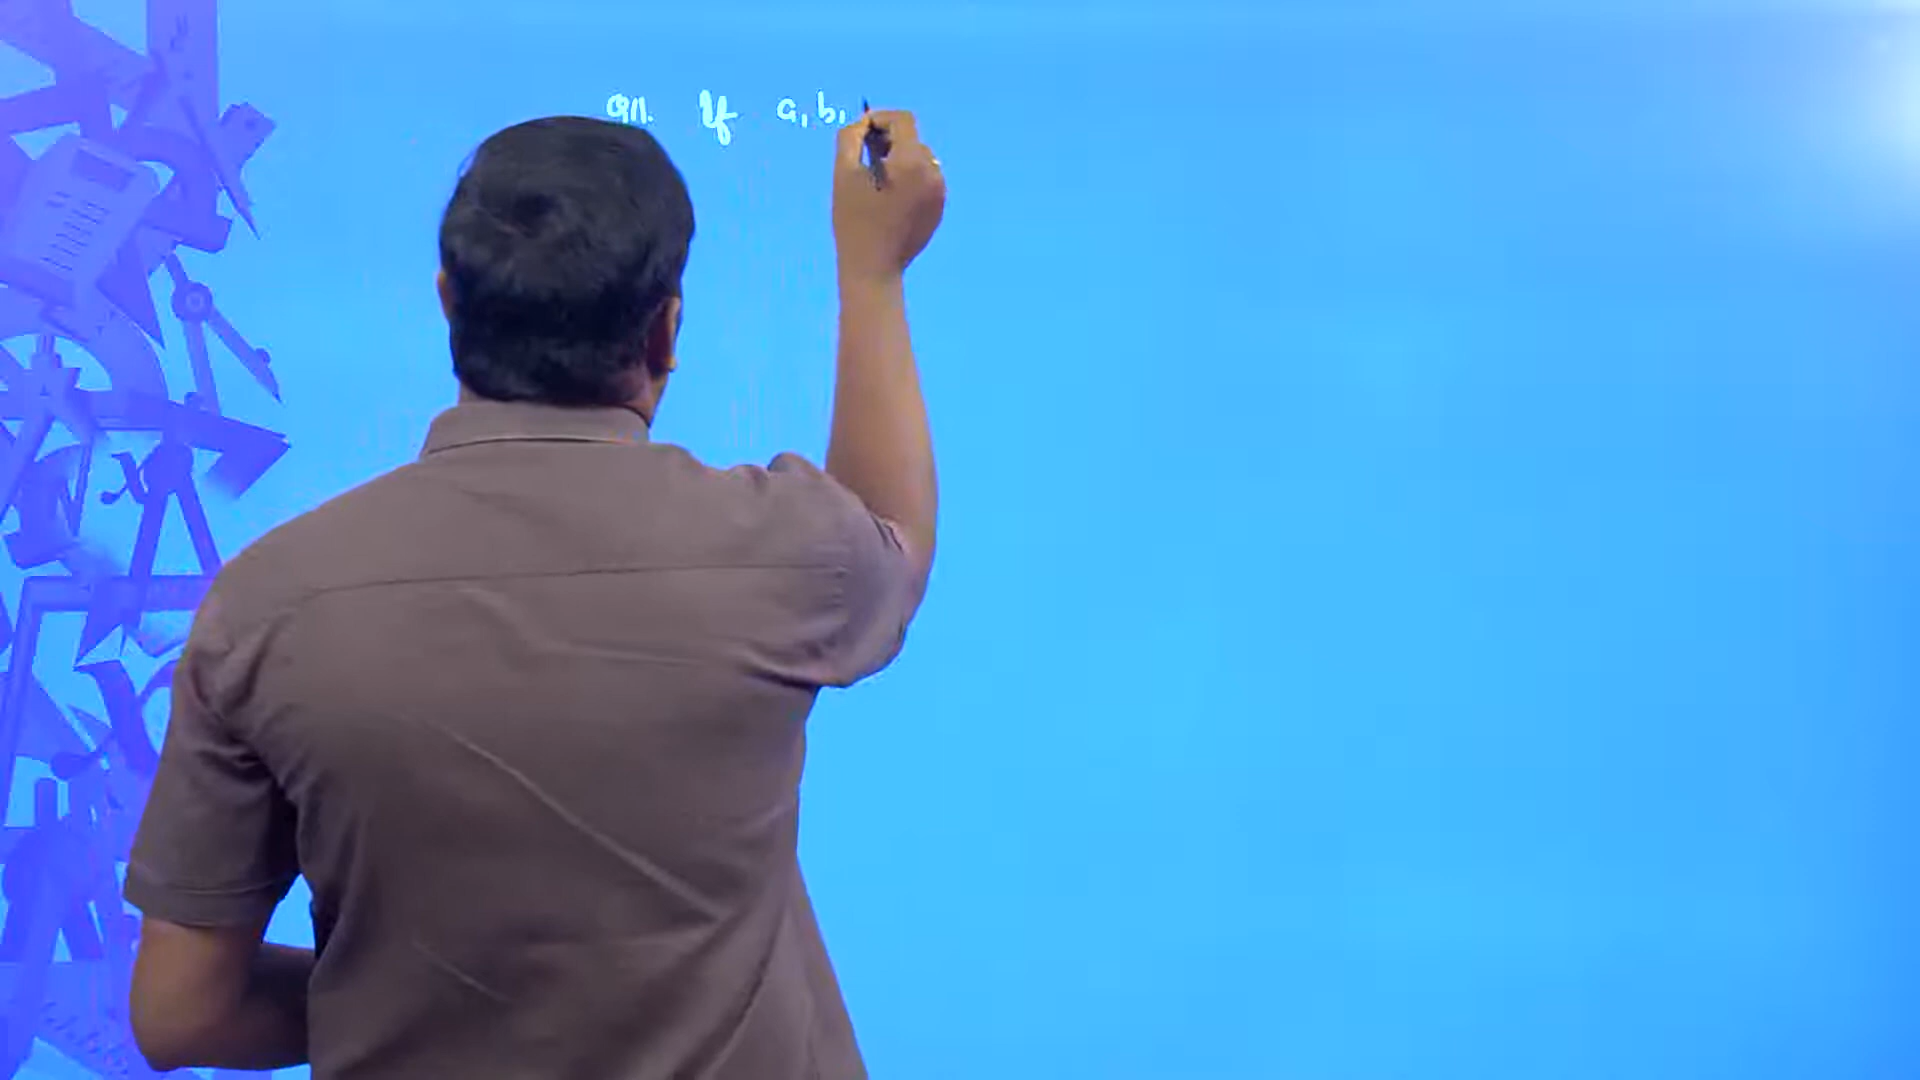 Q11. If a, b,